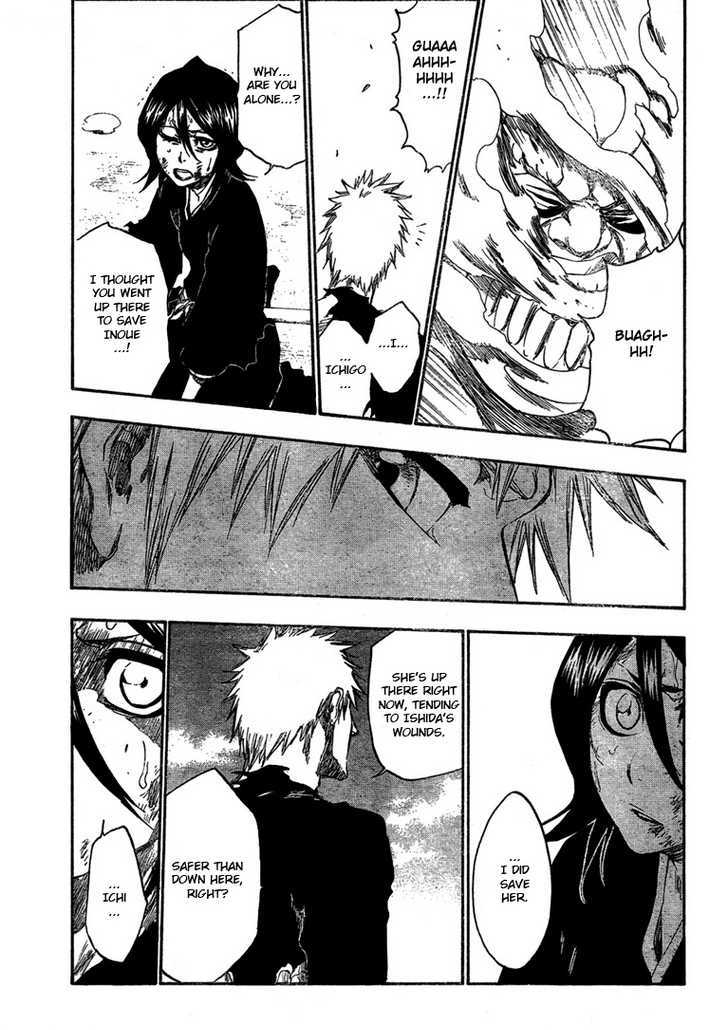 GUAAA
AHHH-
HHHH
...!!
BUAGH-
HH!
...I...
...
ICHIGO
...
WHY...
ARE YOU
ALONE...?
I THOUGHT
YOU WENT
UP THERE
TO SAVE
INOUE
...!
...
I DID
SAVE
HER.
SHE'S UP
THERE RIGHT
NOW, TENDING
TO ISHIDA'S
WOUNDS.
SAFER THAN
DOWN HERE,
RIGHT?
...
ICHI
...